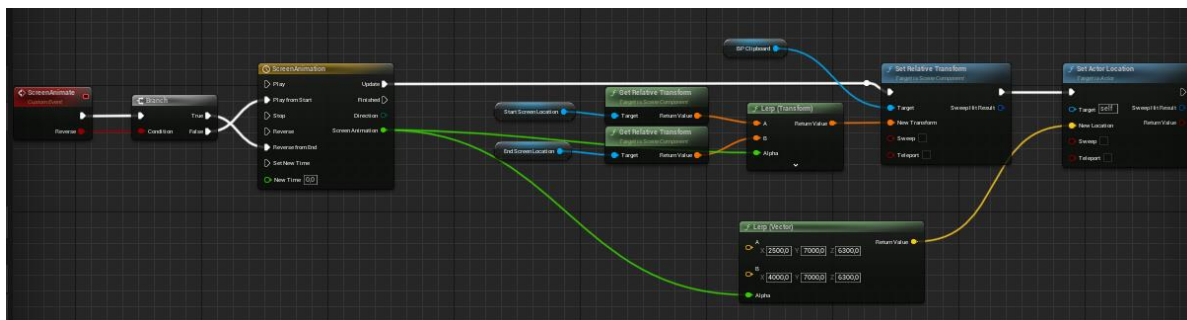 ScreenAnimate
Custom Event
Reverse
Branch
Condition
True
False
ScreenAnimation
Play
Play from Start
Stop
Reverse
Reverse from End
Set New Time
New Time 0,0
Update
Finished
Direction
Screen Animation
Start Screen Location
End Screen Location
Get Relative Transform
Target is Scene Component
Target
Return Value
Get Relative Transform
Target is Scene Component
Target
Return Value
Lerp (Transform)
A
B
Alpha
Return Value
Set Relative Transform
Target is Scene Component
Target
New Transform
Sweep
Teleport
Sweep Hit Result
Set Actor Location
Target is Actor
Target self
New Location
Sweep
Teleport
Sweep Hit Result
Return Value
Lerp (Vector)
A
X 2500,0 Y 7000,0 Z 6300,0
B
X 4000,0 Y 7000,0 Z 6300,0
Alpha
Return Value